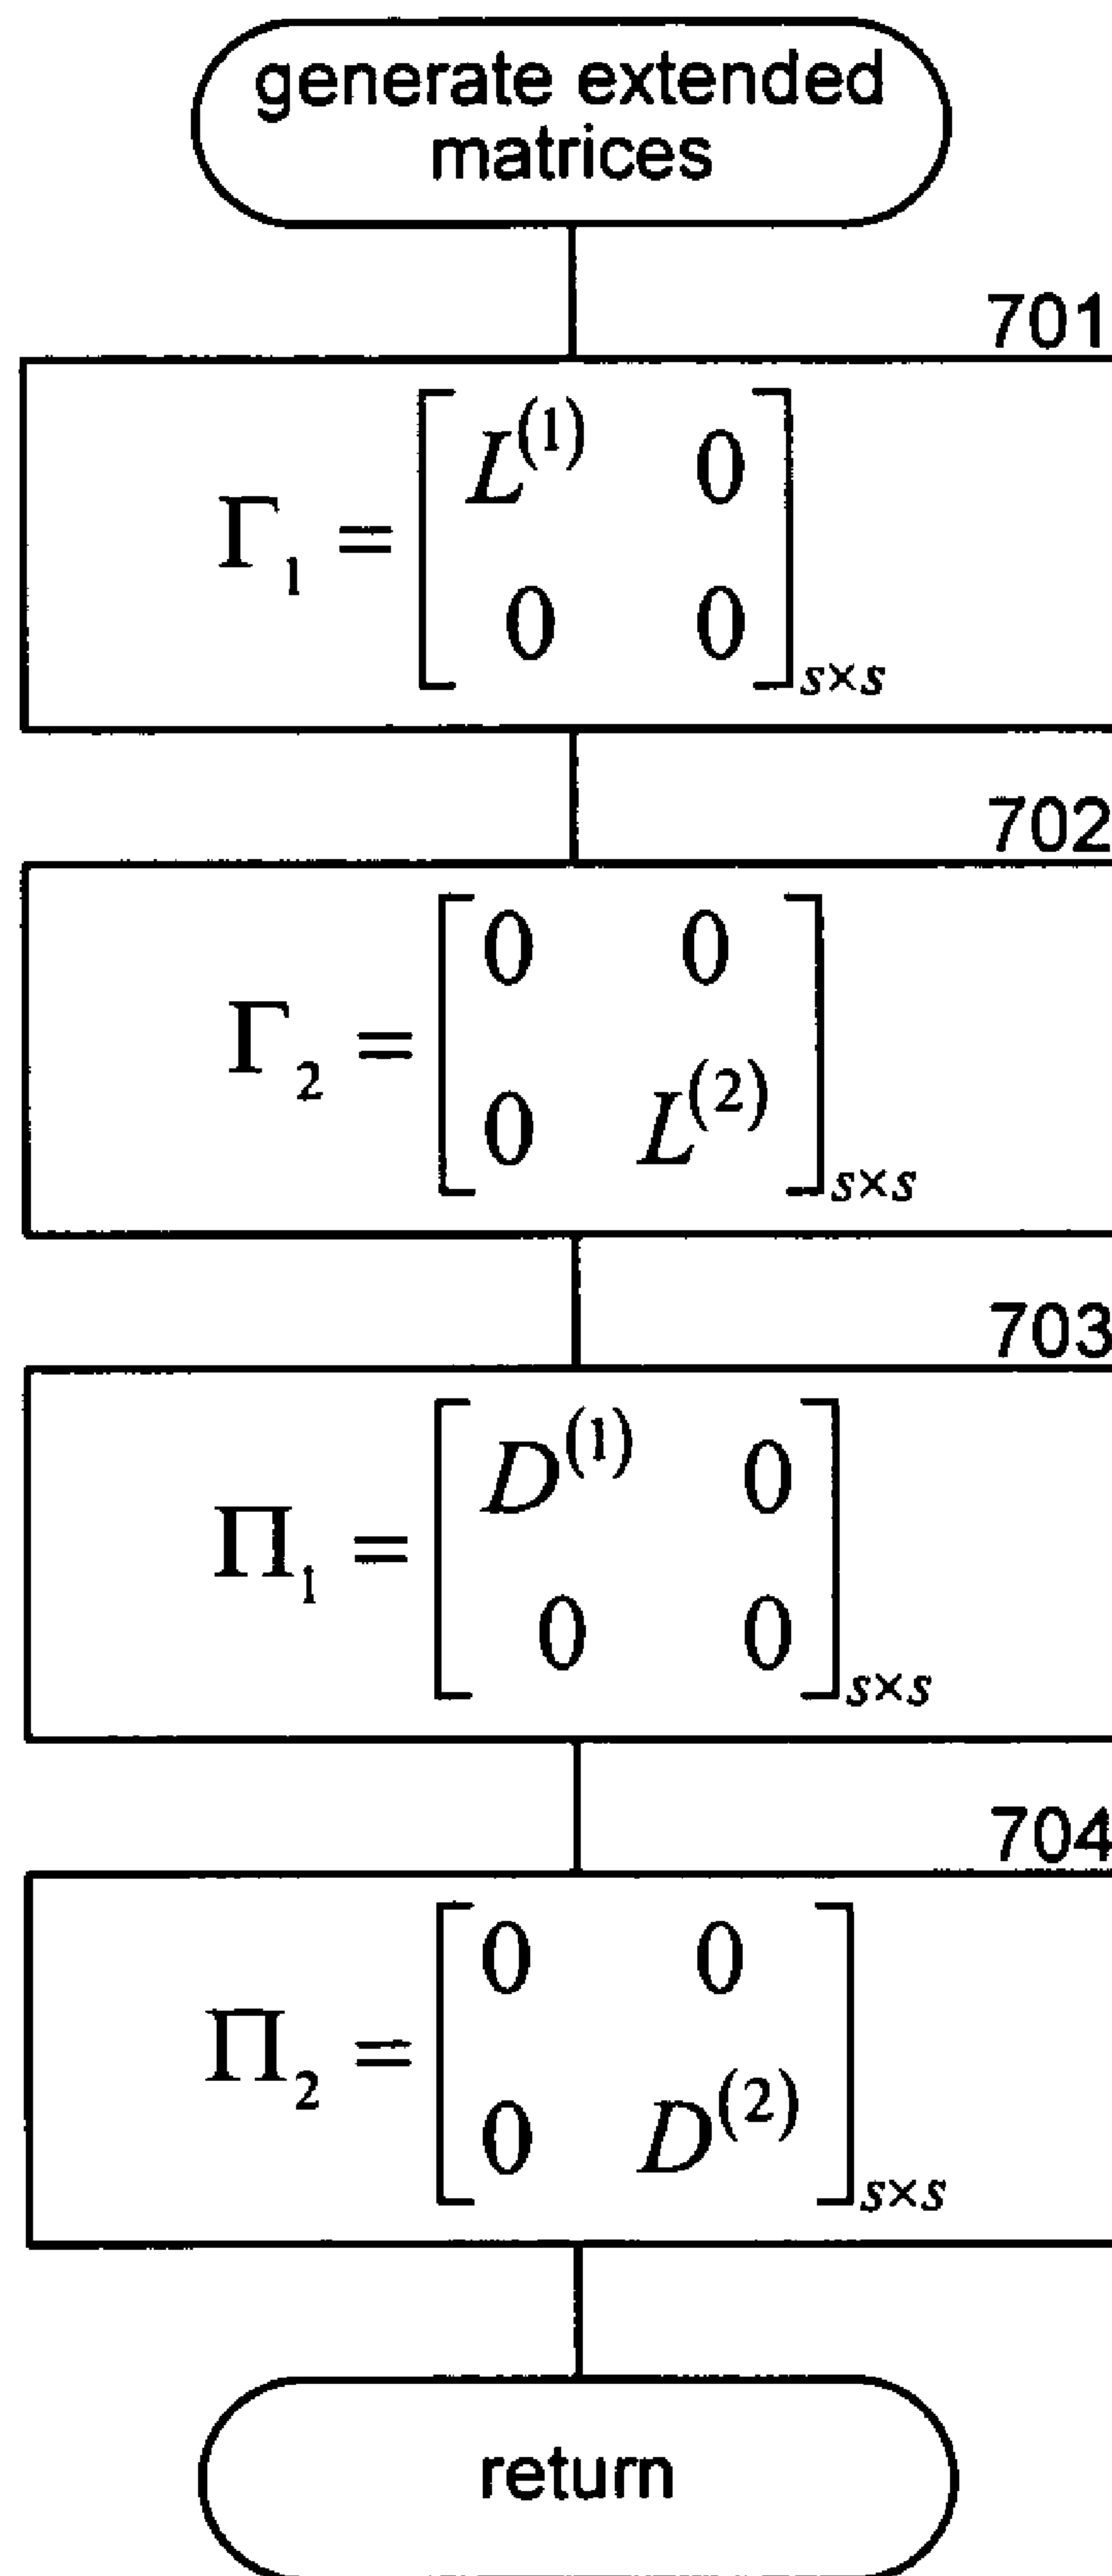 generate extended
matrices
701
Γ₁ = [ L⁽¹⁾ 0
0 0 ] s×s
702
Γ₂ = [ 0 0
0 L⁽²⁾ ] s×s
703
Π₁ = [ D⁽¹⁾ 0
0 0 ] s×s
704
Π₂ = [ 0 0
0 D⁽²⁾ ] s×s
return